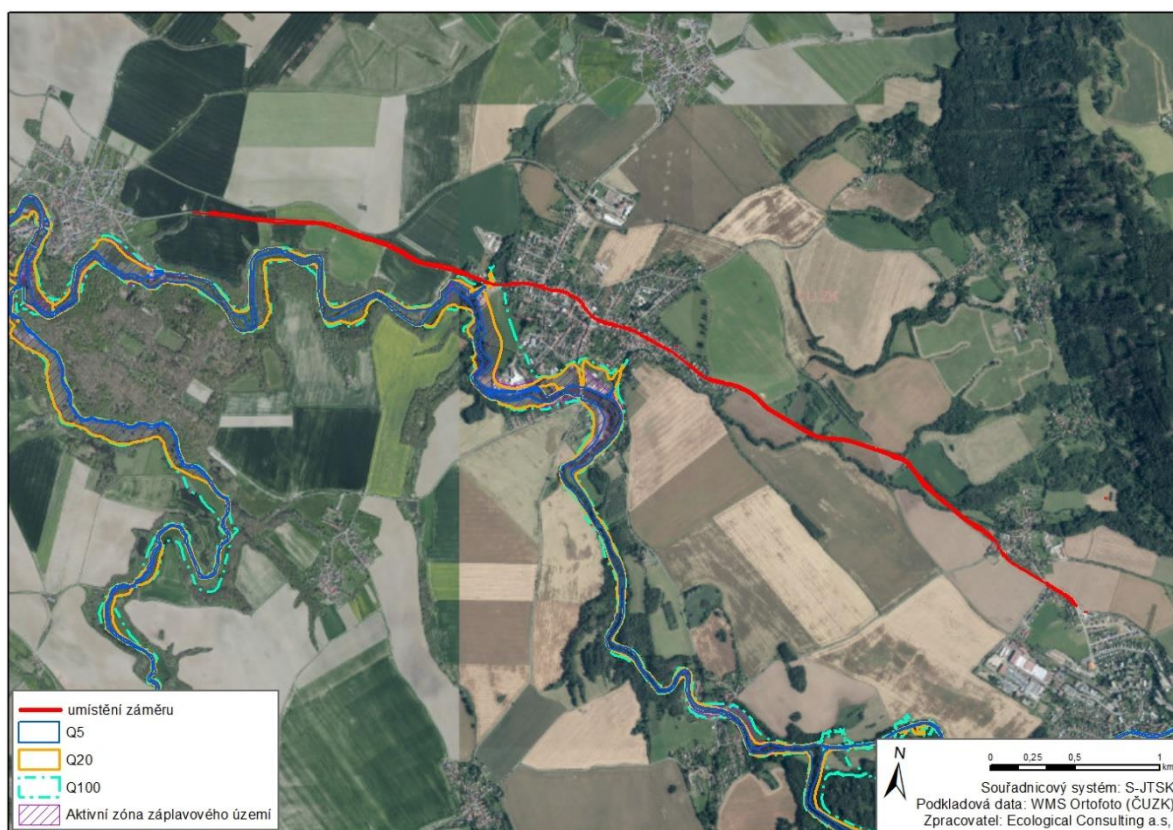 umístění záměru
Q5
Q20
Q100
Aktivní zóna záplavového území
N
0 0,25 0,5 1
km
Souřadnicový systém: S-JTSK
Podkladová data: WMS Ortofoto (ČUZK)
Zpracovatel: Ecological Consulting a.s,